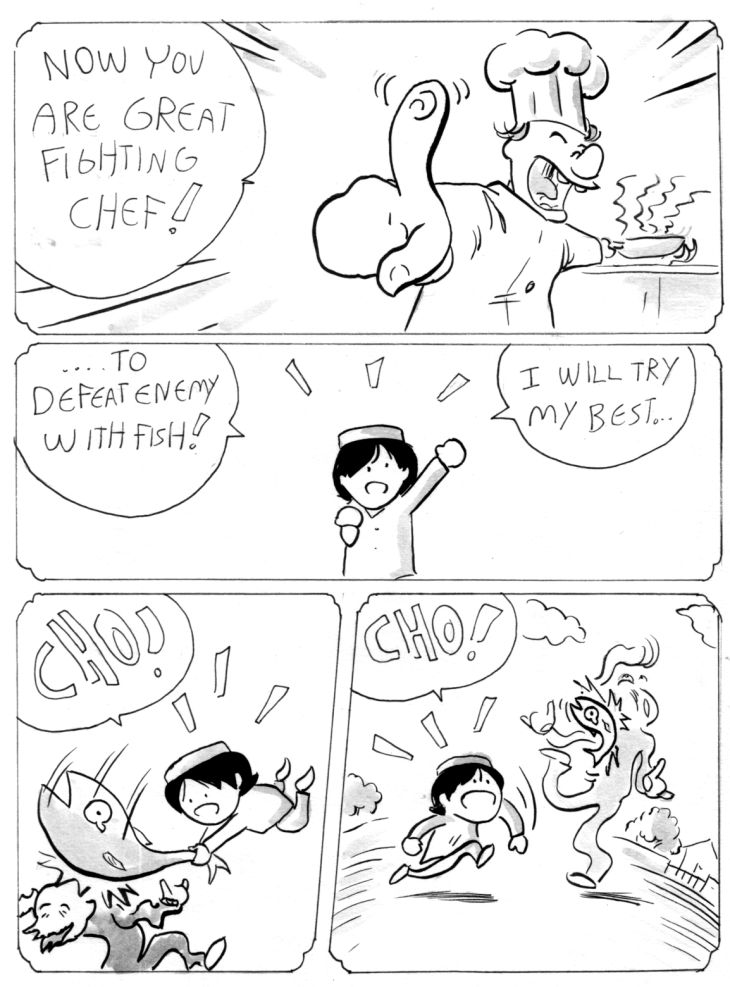 NOW YOU
ARE GREAT
FIGHTING
CHEF!
....TO
DEFEAT ENEMY
WITH FISH!
I WILL TRY
MY BEST...
CHO!
CHO!